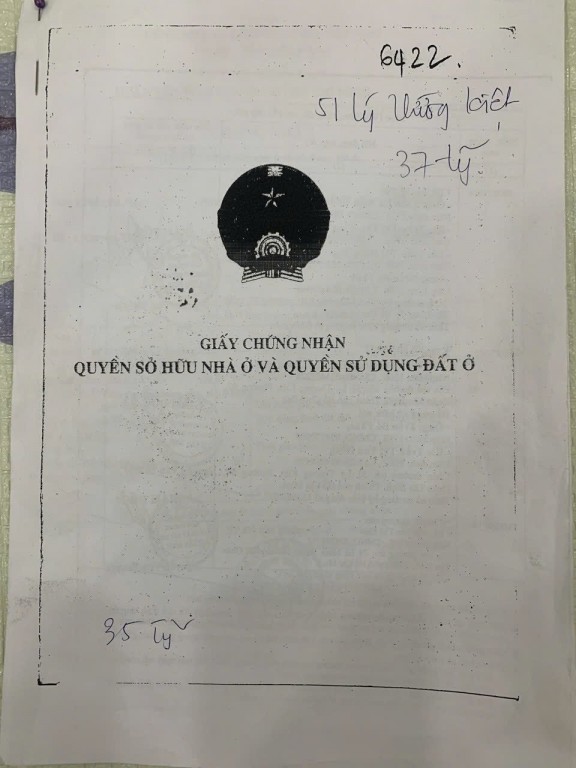 6422.
51 Lý Thường Kiệt
37 tỷ.
GIẤY CHỨNG NHẬN
QUYỀN SỞ HỮU NHÀ Ở VÀ QUYỀN SỬ DỤNG ĐẤT Ở
35 tỷ